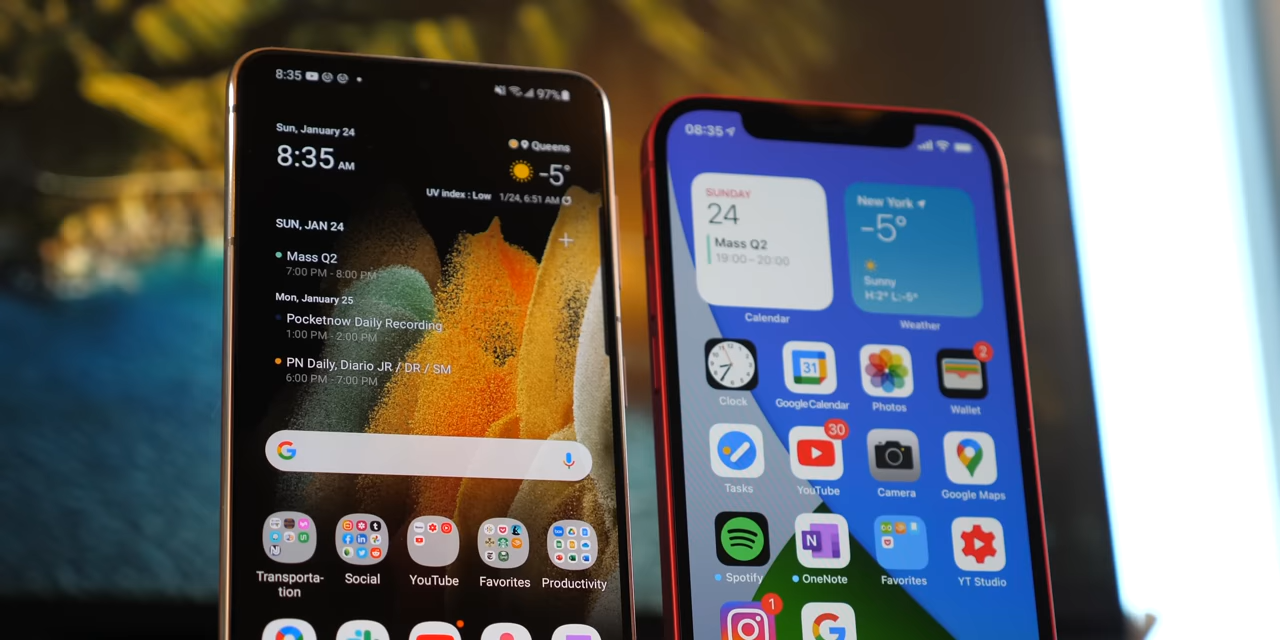 8:35
97%
Sun, January 24
8:35 AM
Queens
-5°
UV index : Low 1/24, 6:51 AM
SUN, JAN 24
Mass Q2
7:00 PM - 8:00 PM
Mon, January 25
Pocketnow Daily Recording
1:00 PM - 2:00 PM
PN Daily, Diario JR / DR / SM
6:00 PM - 7:00 PM
Transporta-
tion
Social
YouTube
Favorites
Productivity
08:35
SUNDAY
24
Mass Q2
19:00–20:00
Calendar
New York
-5°
Sunny
H:2° L:-5°
Weather
31
2
Clock
Google Calendar
Photos
Wallet
30
Tasks
YouTube
Camera
Google Maps
N
Spotify
OneNote
Favorites
YT Studio
1